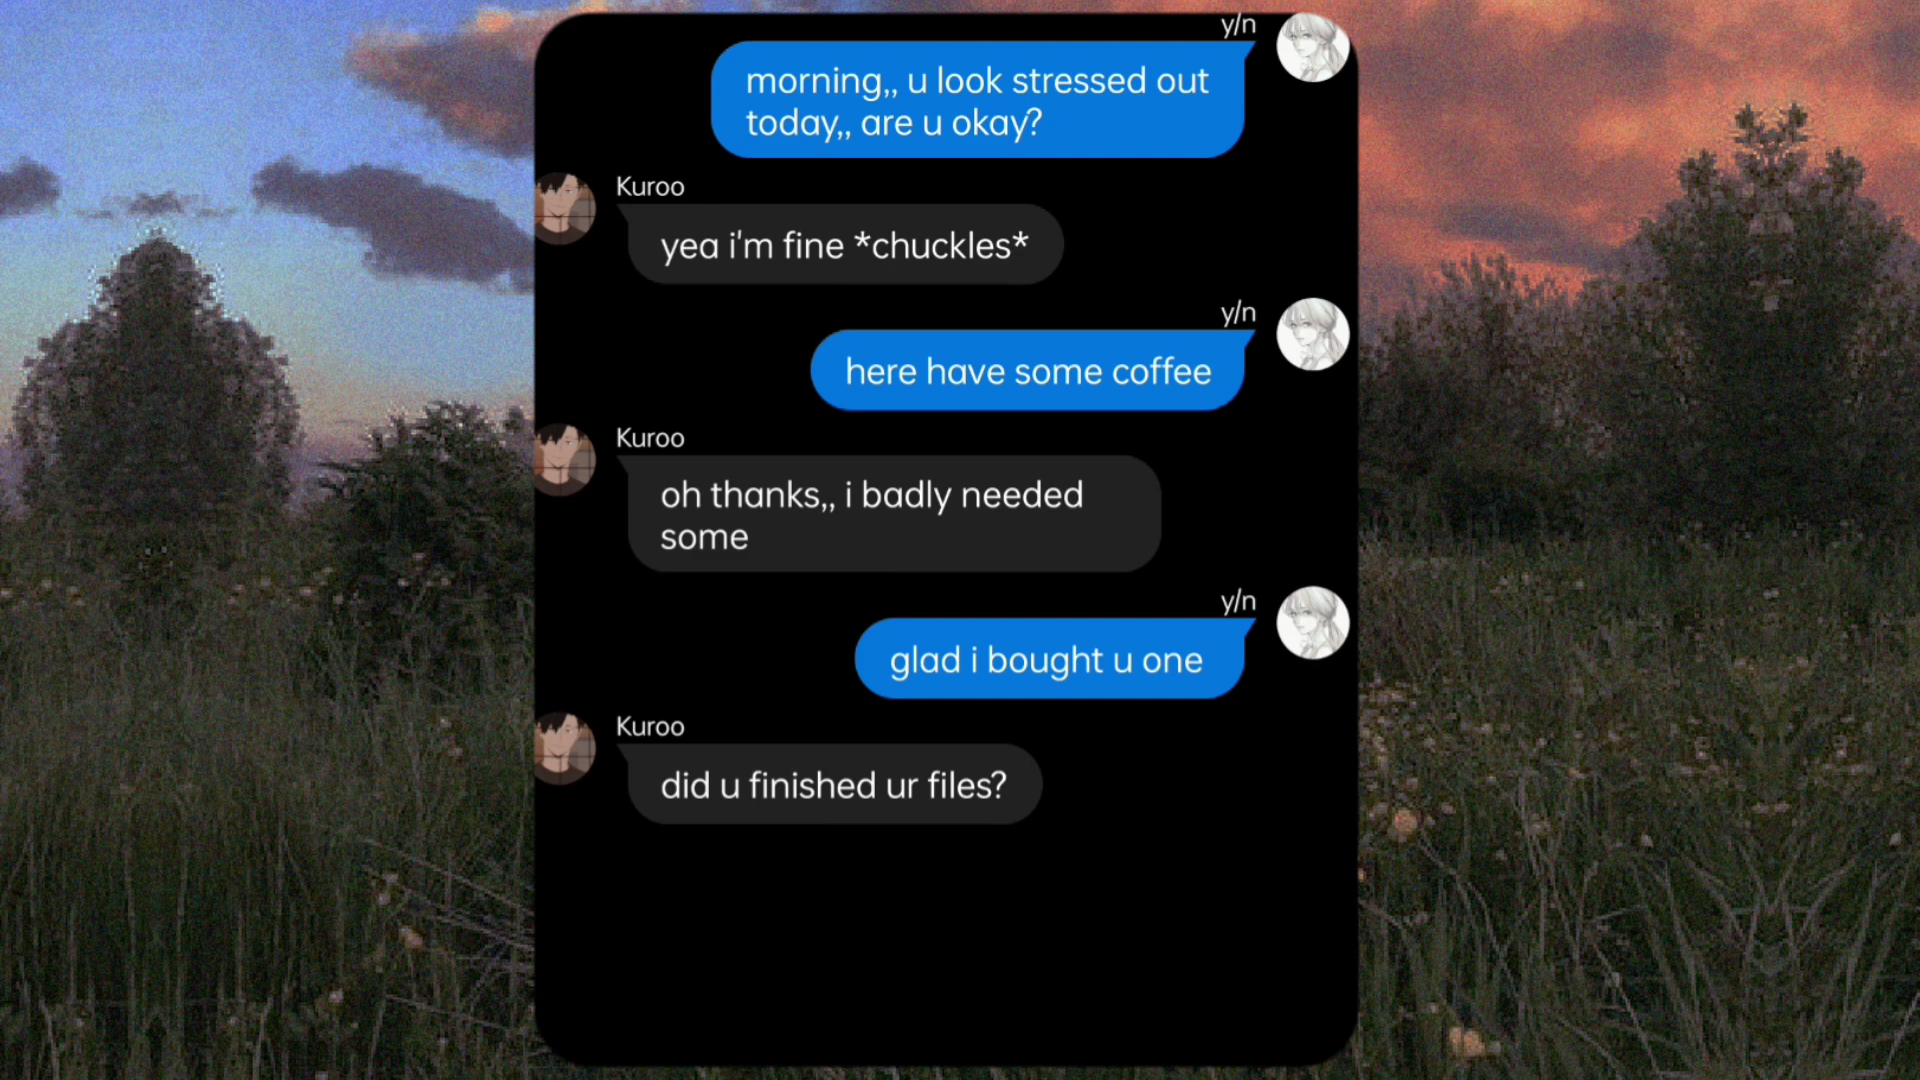 y/n
morning,, u look stressed out
today,, are u okay?
Kuroo
yea i'm fine *chuckles*
y/n
here have some coffee
Kuroo
oh thanks,, i badly needed
some
y/n
glad i bought u one
Kuroo
did u finished ur files?